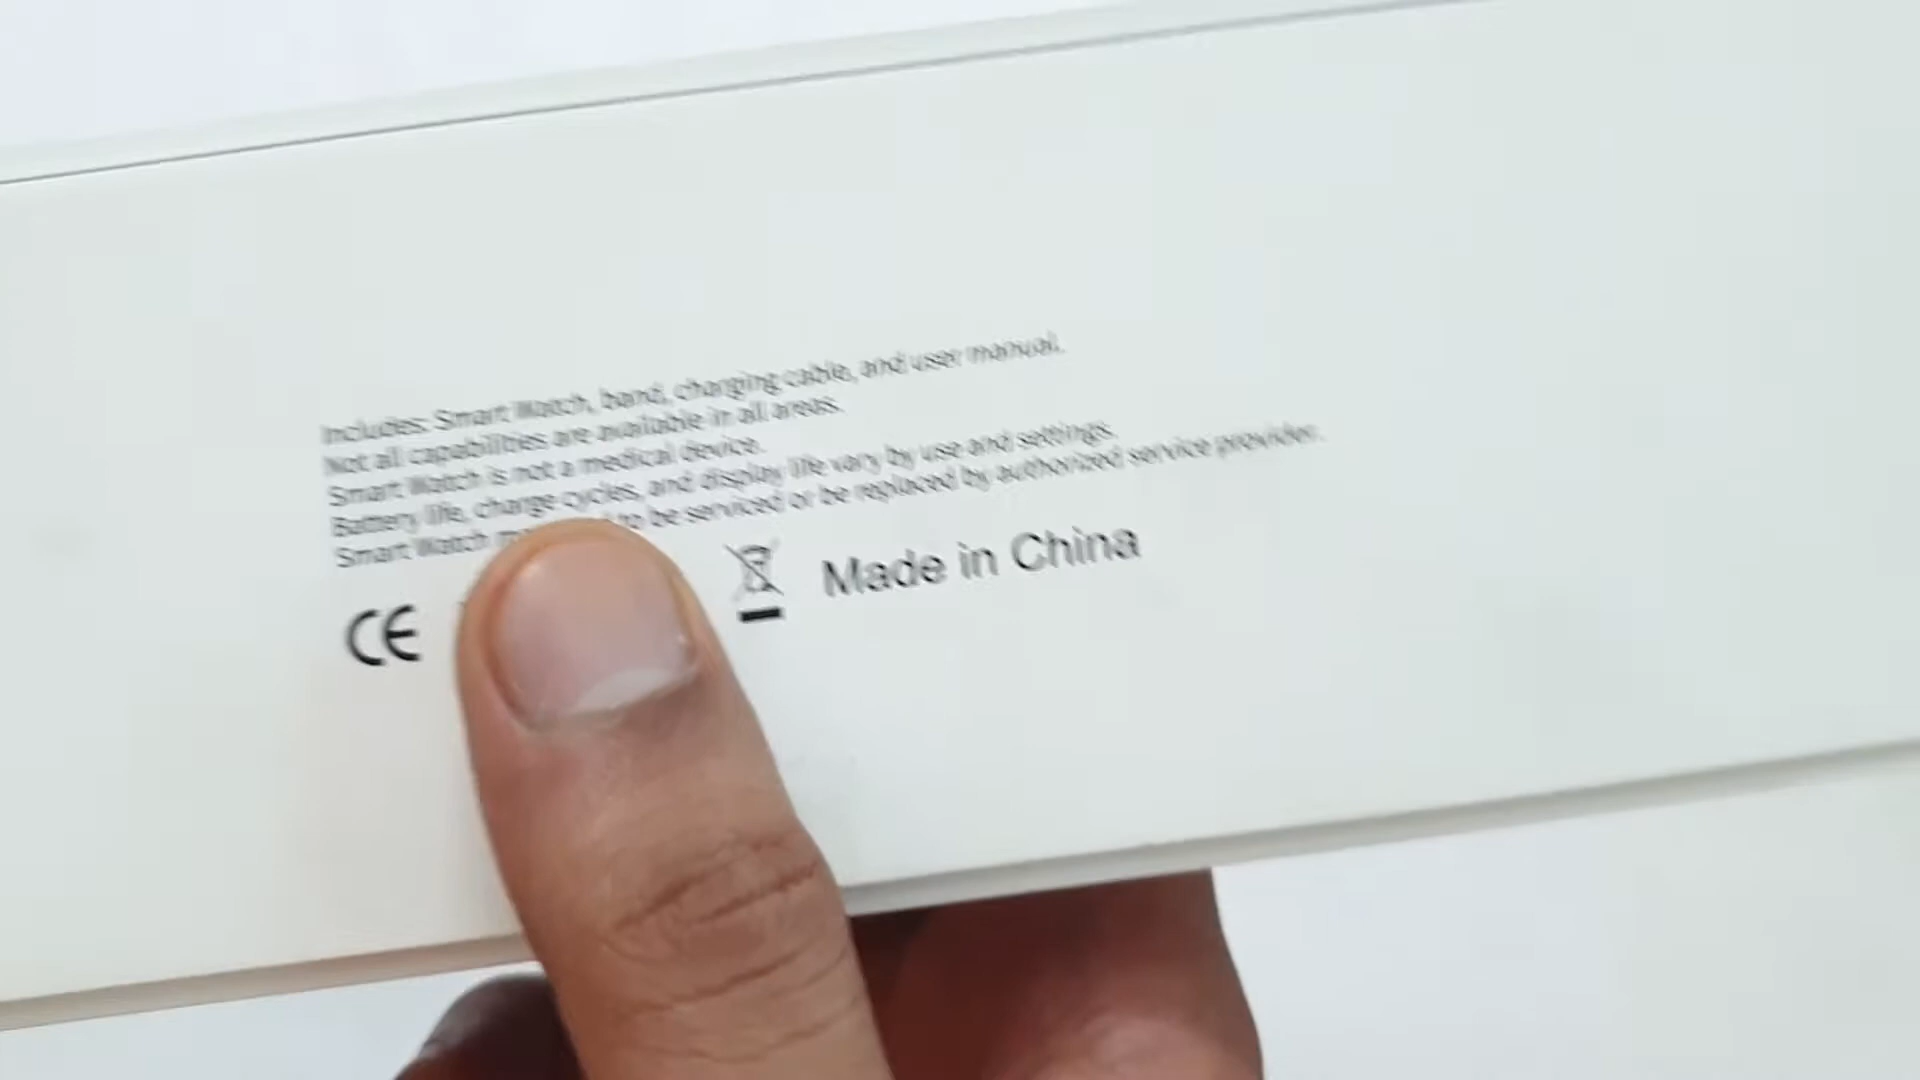 Includes: Smart Watch, band, charging cable, and user manual.
Not all capabilities are available in all areas.
Smart Watch is not a medical device.
Battery life, charge cycles, and display life vary by use and settings.
Smart Watch to be serviced or be replaced by authorized service provider.
CE Made in China